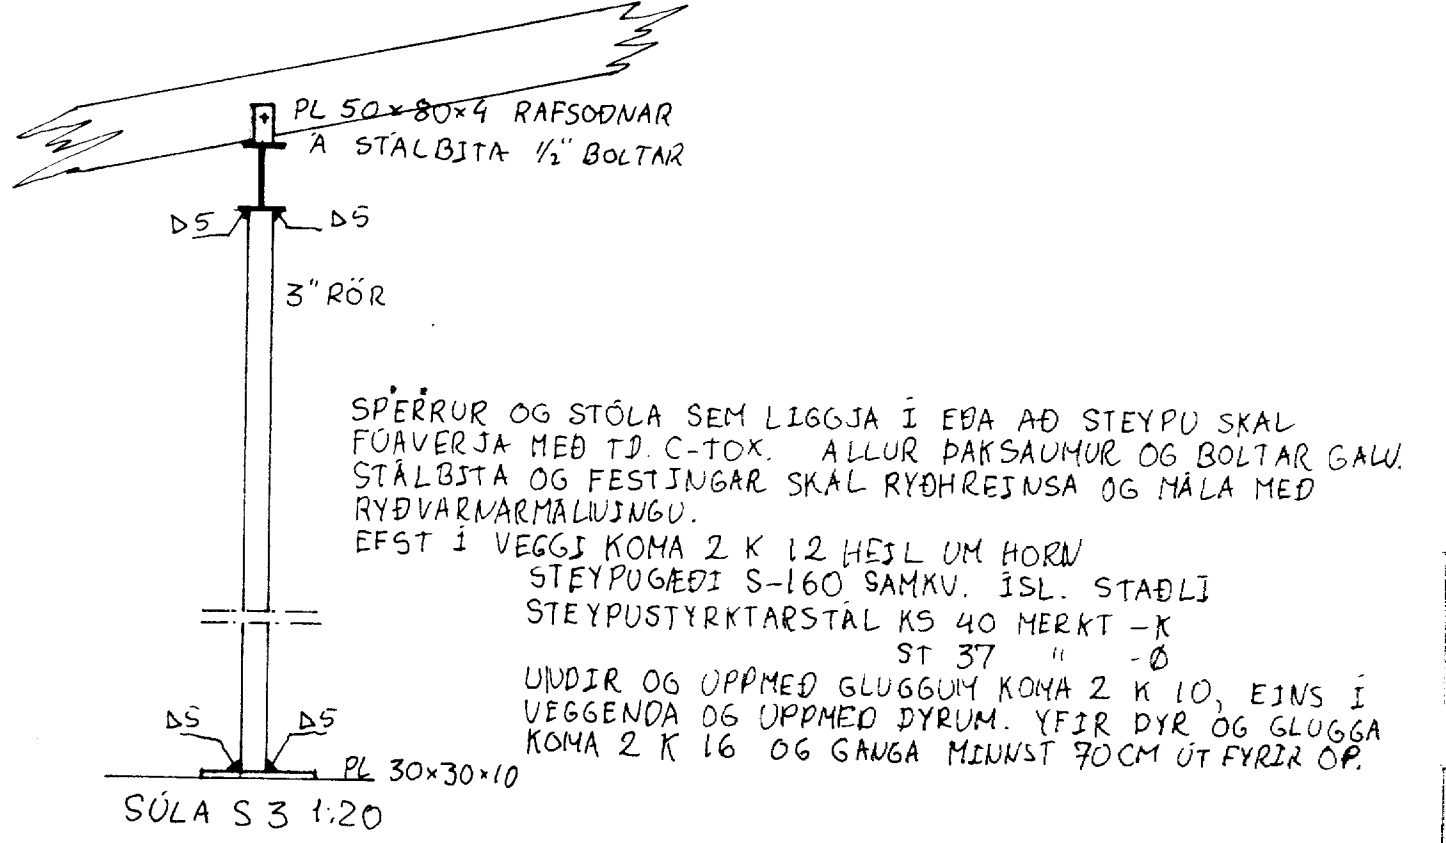 PL 50×80×4 RAFSOÐNAR
Á STÁLBITA 1/2" BOLTAR
Δ5 Δ5
3" RÖR
SPERRUR OG STÓLA SEM LIGGJA Í EÐA AÐ STEYPU SKAL
FÚAVERJA MEÐ TD. C-TOX. ALLUR ÞAKSAUMUR OG BOLTAR GALV.
STÁLBITA OG FESTINGAR SKAL RYÐHREINSA OG MÁLA MEÐ
RYÐVARNARMÁLNINGU.
EFST Í VEGGI KOMA 2 K 12 HEIL UM HORN
STEYPUGÆÐI S-160 SAMKV. ÍSL. STAÐLI
STEYPUSTYRKTARSTÁL KS 40 MERKT - K
ST 37 " - Ø
UNDIR OG UPPMEÐ GLUGGUM KOMA 2 K 10, EINS Í
VEGGENDA OG UPPMEÐ DYRUM. YFIR DYR OG GLUGGA
KOMA 2 K 16 OG GANGA MINNST 70 CM ÚT FYRIR OP.
Δ5 Δ5
PL 30×30×10
SÚLA S 3 1:20